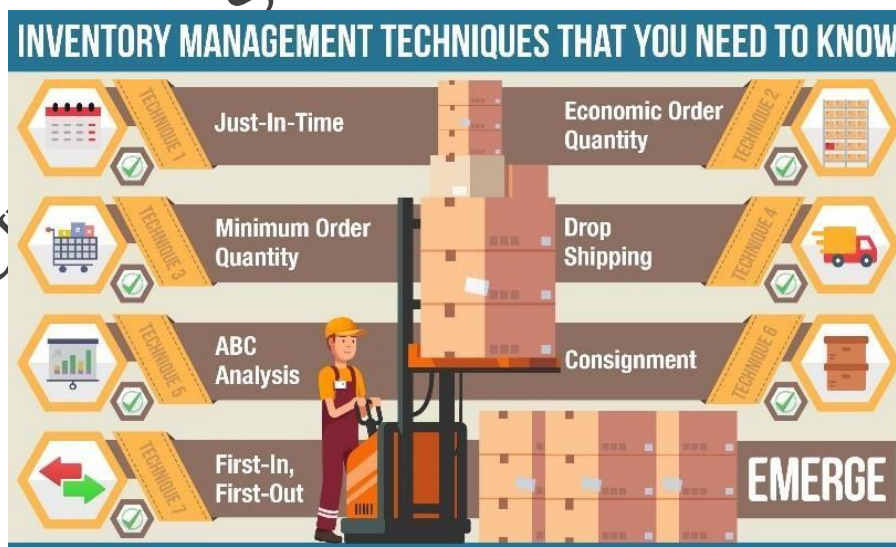 INVENTORY MANAGEMENT TECHNIQUES THAT YOU NEED TO KNOW
TECHNIQUE 1
Just-In-Time
Economic Order
Quantity
TECHNIQUE 2
TECHNIQUE 3
Minimum Order
Quantity
Drop
Shipping
TECHNIQUE 4
TECHNIQUE 5
ABC
Analysis
Consignment
TECHNIQUE 6
TECHNIQUE 7
First-In,
First-Out
EMERGE